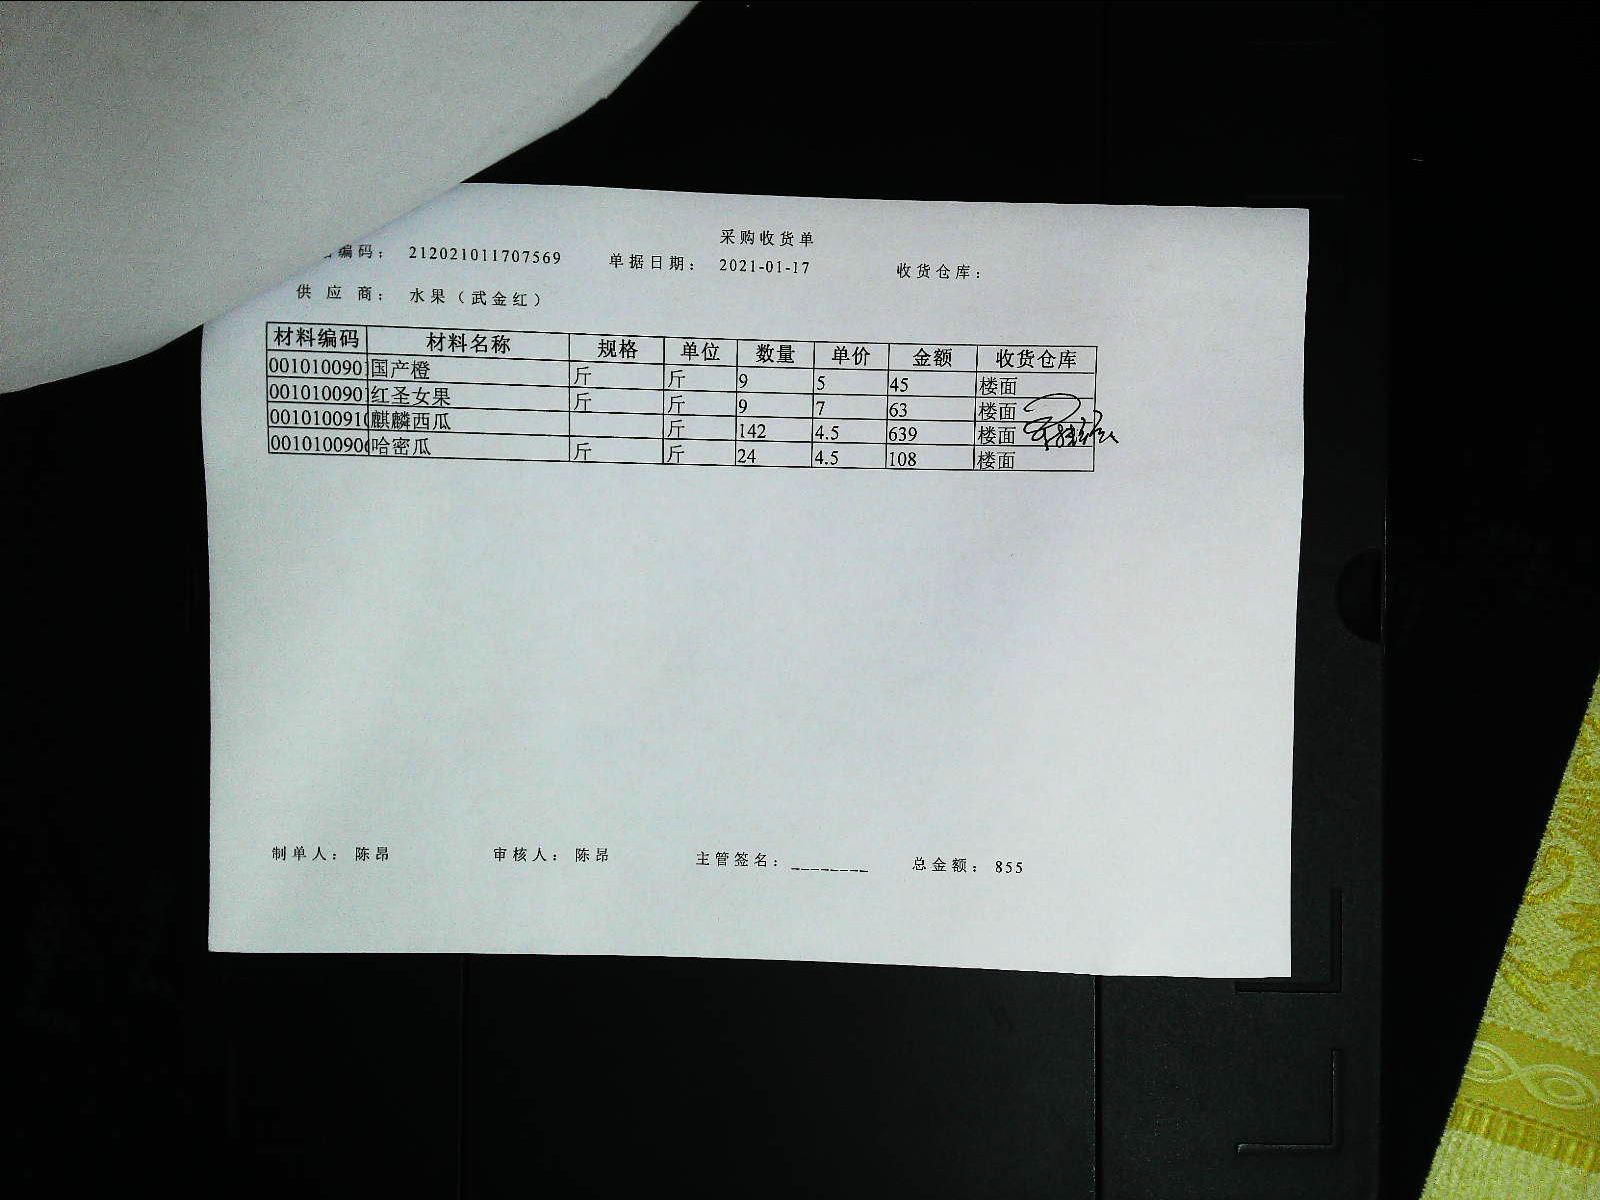 采购收货单
编码： 212021011707569 单据日期： 2021-01-17 收货仓库：
供应商： 水果（武金红）
材料编码 材料名称 规格 单位 数量 单价 金额 收货仓库
001010090 国产橙 斤 斤 9 5 45 楼面
001010090 红圣女果 斤 斤 9 7 63 楼面
001010091 麒麟西瓜 斤 142 4.5 639 楼面
001010090 哈密瓜 斤 斤 24 4.5 108 楼面
制单人： 陈昂 审核人： 陈昂 主管签名：________ 总金额： 855